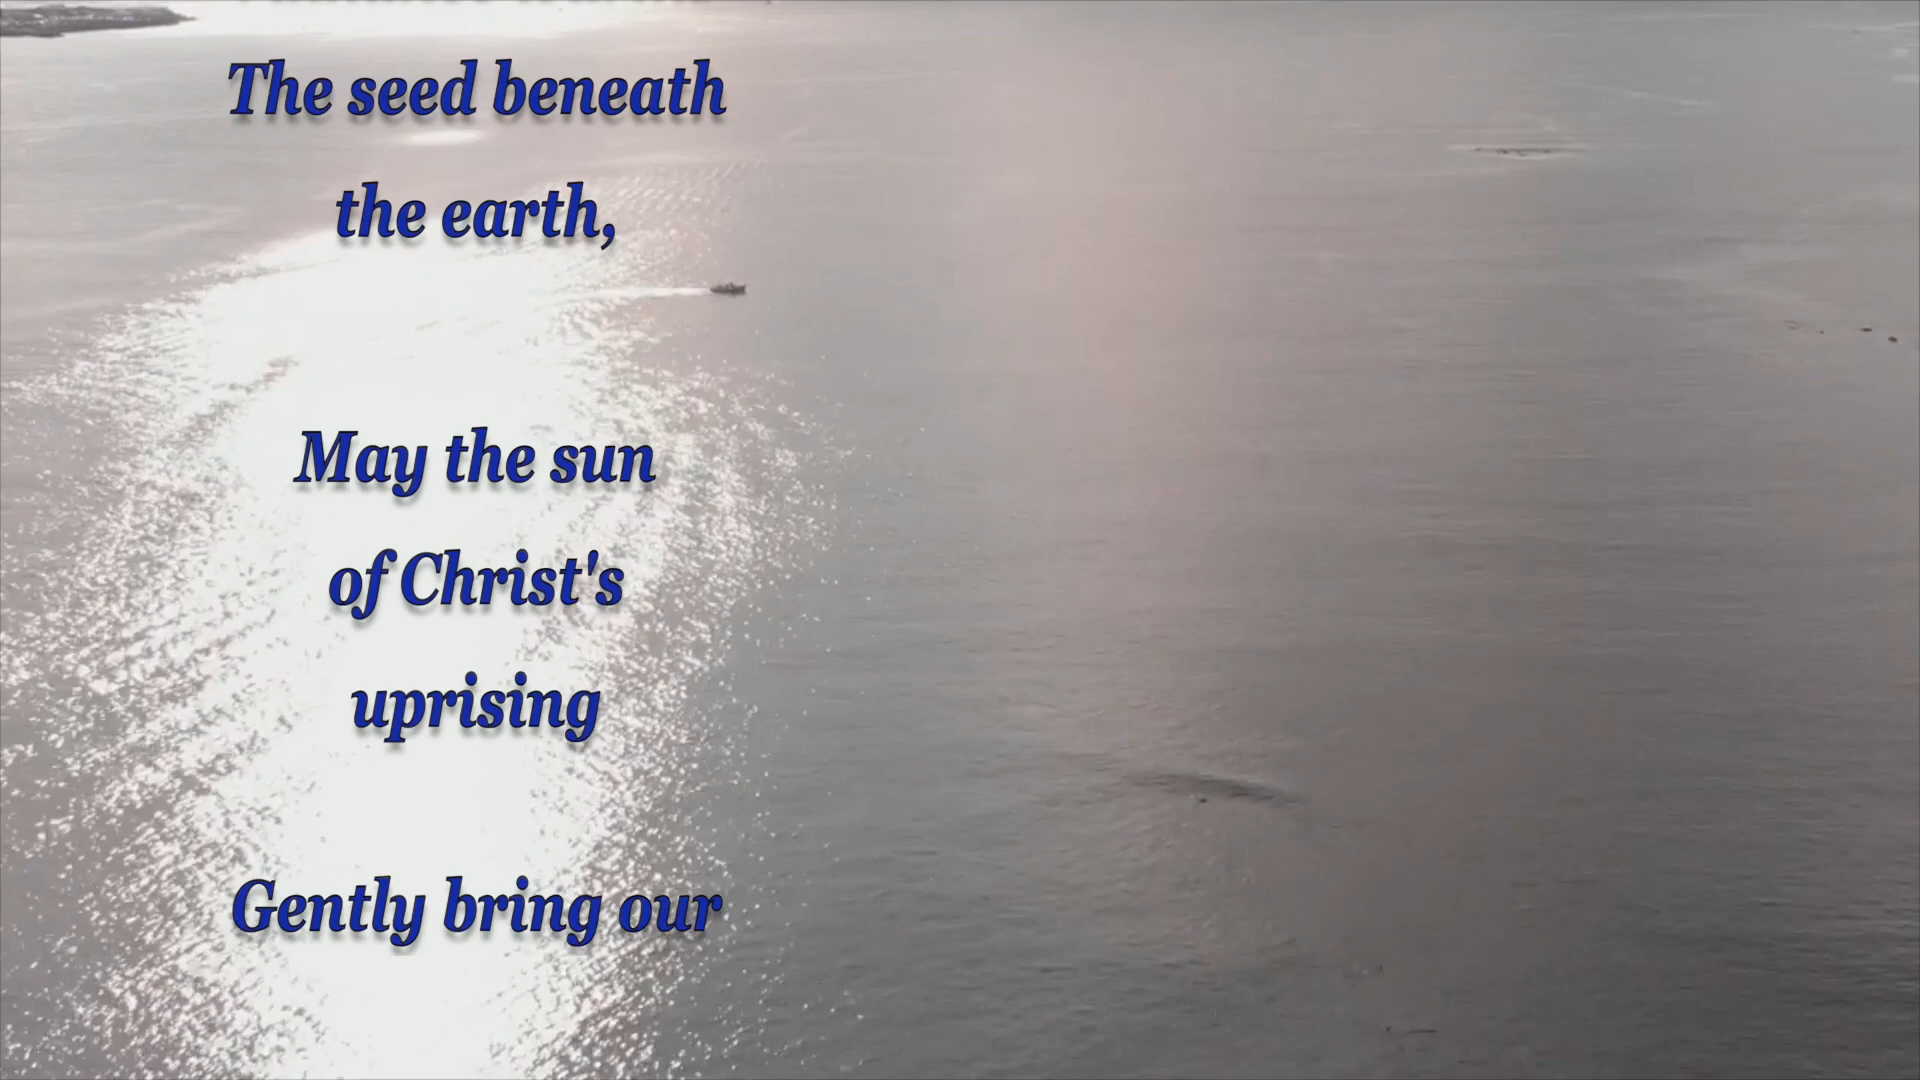 The seed beneath
the earth,
May the sun
of Christ's
uprising
Gently bring our